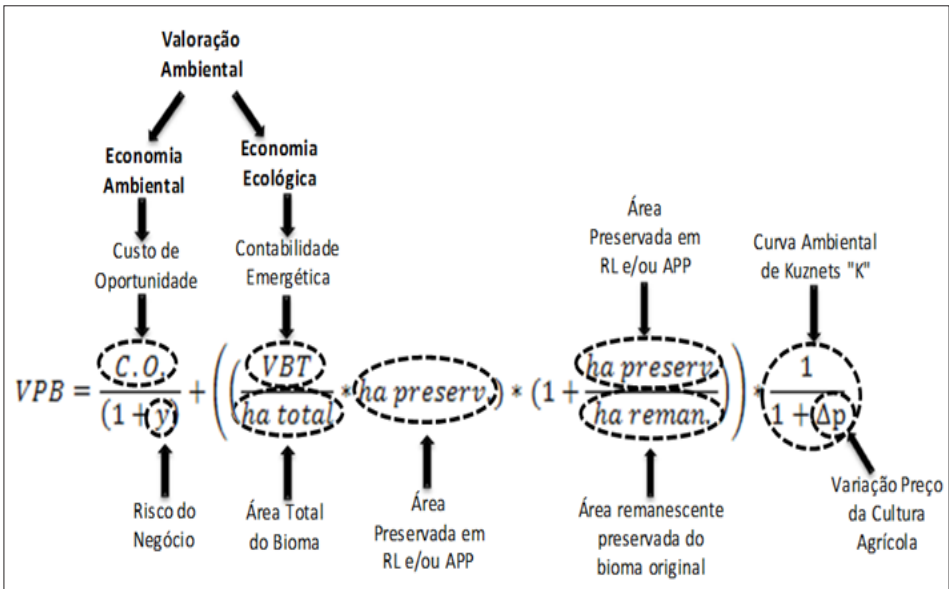 Valoração
Ambiental
Economia
Ambiental
Economia
Ecológica
Custo de
Oportunidade
Contabilidade
Emergética
Área
Preservada em
RL e/ou APP
Curva Ambiental
de Kuznets "K"
VPB = C.O. / (1 + y) + ((VBT / ha total * ha preserv.) * (1 + ha preserv. / ha reman.)) * 1 / 1 + Δp
Risco do
Negócio
Área Total
do Bioma
Área
Preservada em
RL e/ou APP
Área remanescente
preservada do
bioma original
Variação Preço
da Cultura
Agrícola